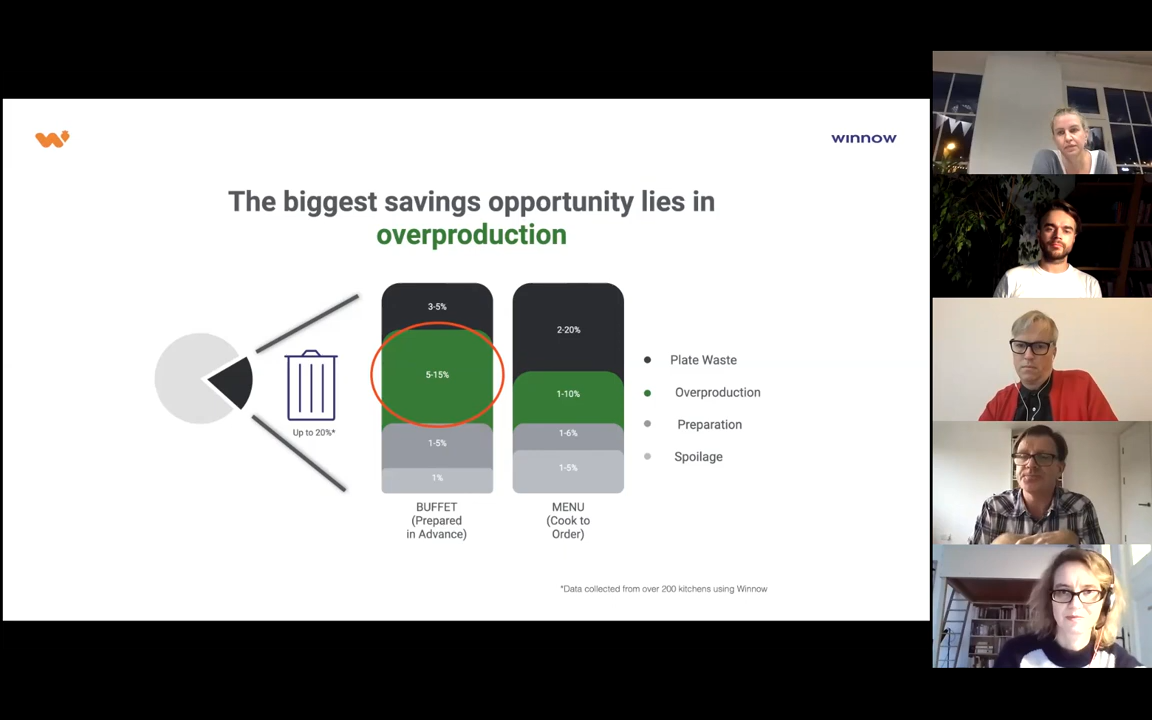 winnow
The biggest savings opportunity lies in
overproduction
Up to 20%*
3-5%
5-15%
1-5%
1%
BUFFET
(Prepared
in Advance)
2-20%
1-10%
1-6%
1-5%
MENU
(Cook to
Order)
Plate Waste
Overproduction
Preparation
Spoilage
*Data collected from over 200 kitchens using Winnow